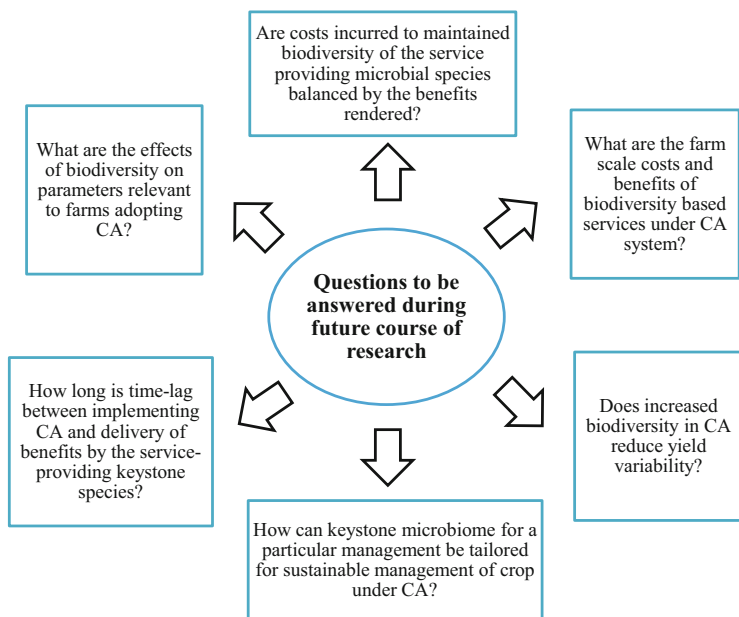 Are costs incurred to maintained
biodiversity of the service
providing microbial species
balanced by the benefits
rendered?
What are the effects of
biodiversity on
parameters relevant
to farms adopting
CA?
What are the farm
scale costs and
benefits of
biodiversity based
services under CA
system?
Questions to be
answered during
future course of
research
How long is time-lag
between implementing
CA and delivery of
benefits by the service-
providing keystone
species?
Does increased
biodiversity in CA
reduce yield
variability?
How can keystone microbiome for a
particular management be tailored
for sustainable management of crop
under CA?